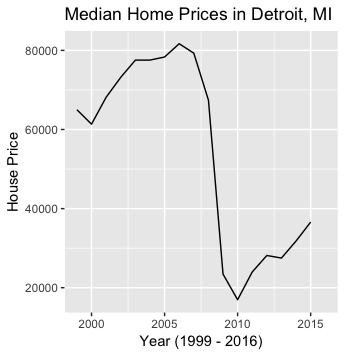 Median Home Prices in Detroit, MI
80000
60000
40000
20000
House Price
2000 2005 2010 2015
Year (1999 - 2016)